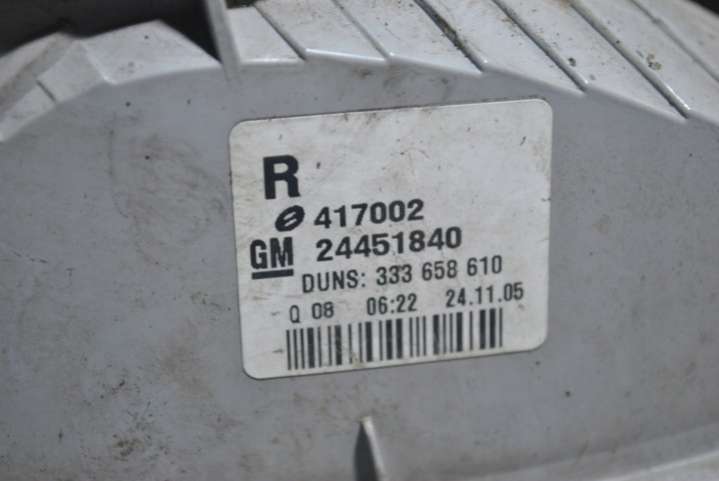 R
417002
GM 24451840
DUNS: 333 658 610
Q 08 06:22 24.11.05